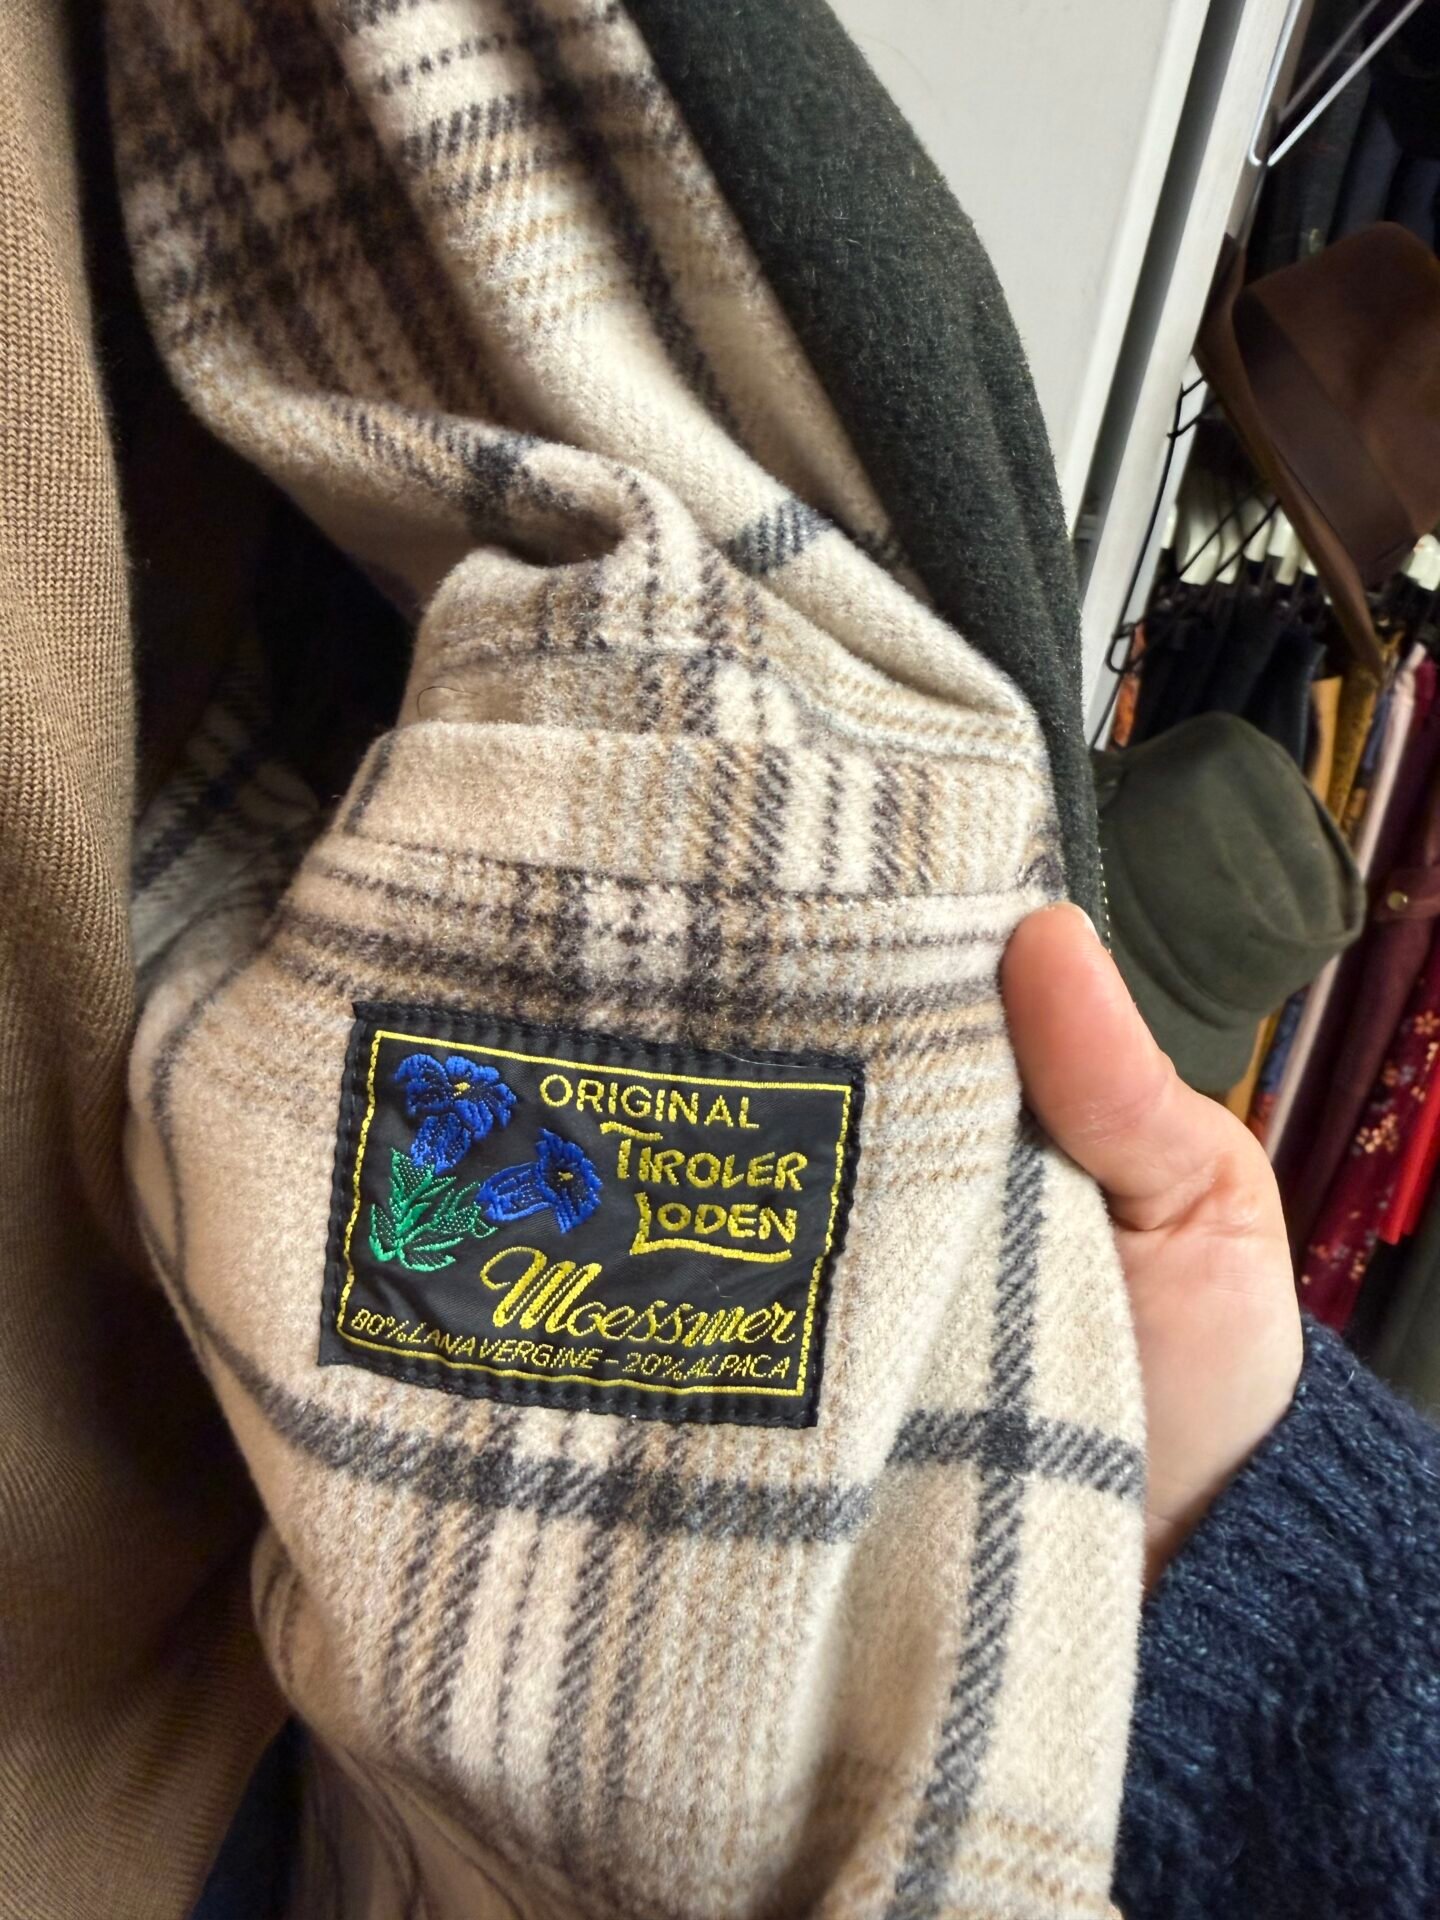 ORIGINAL
TIROLER
LODEN
Moessmer
80% LANA VERGINE - 20% ALPACA